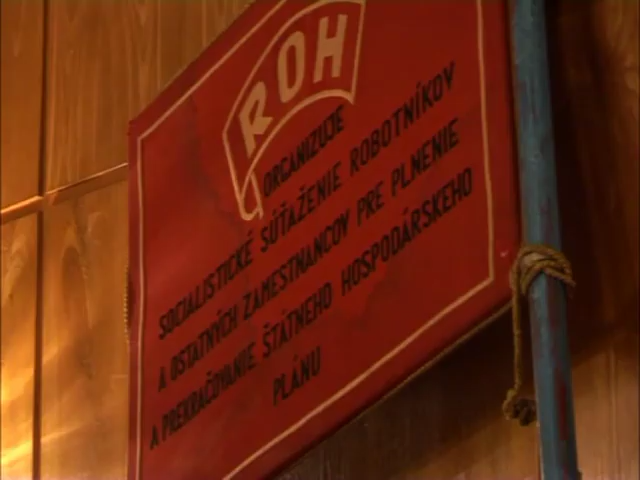 ROH
ORGANIZUJE
SOCIALISTICKÉ SÚŤAŽENIE ROBOTNÍKOV
A OSTATNÝCH ZAMESTNANCOV PRE PLNENIE
A PREKRAČOVANIE ŠTÁTNEHO HOSPODÁRSKEHO
PLÁNU